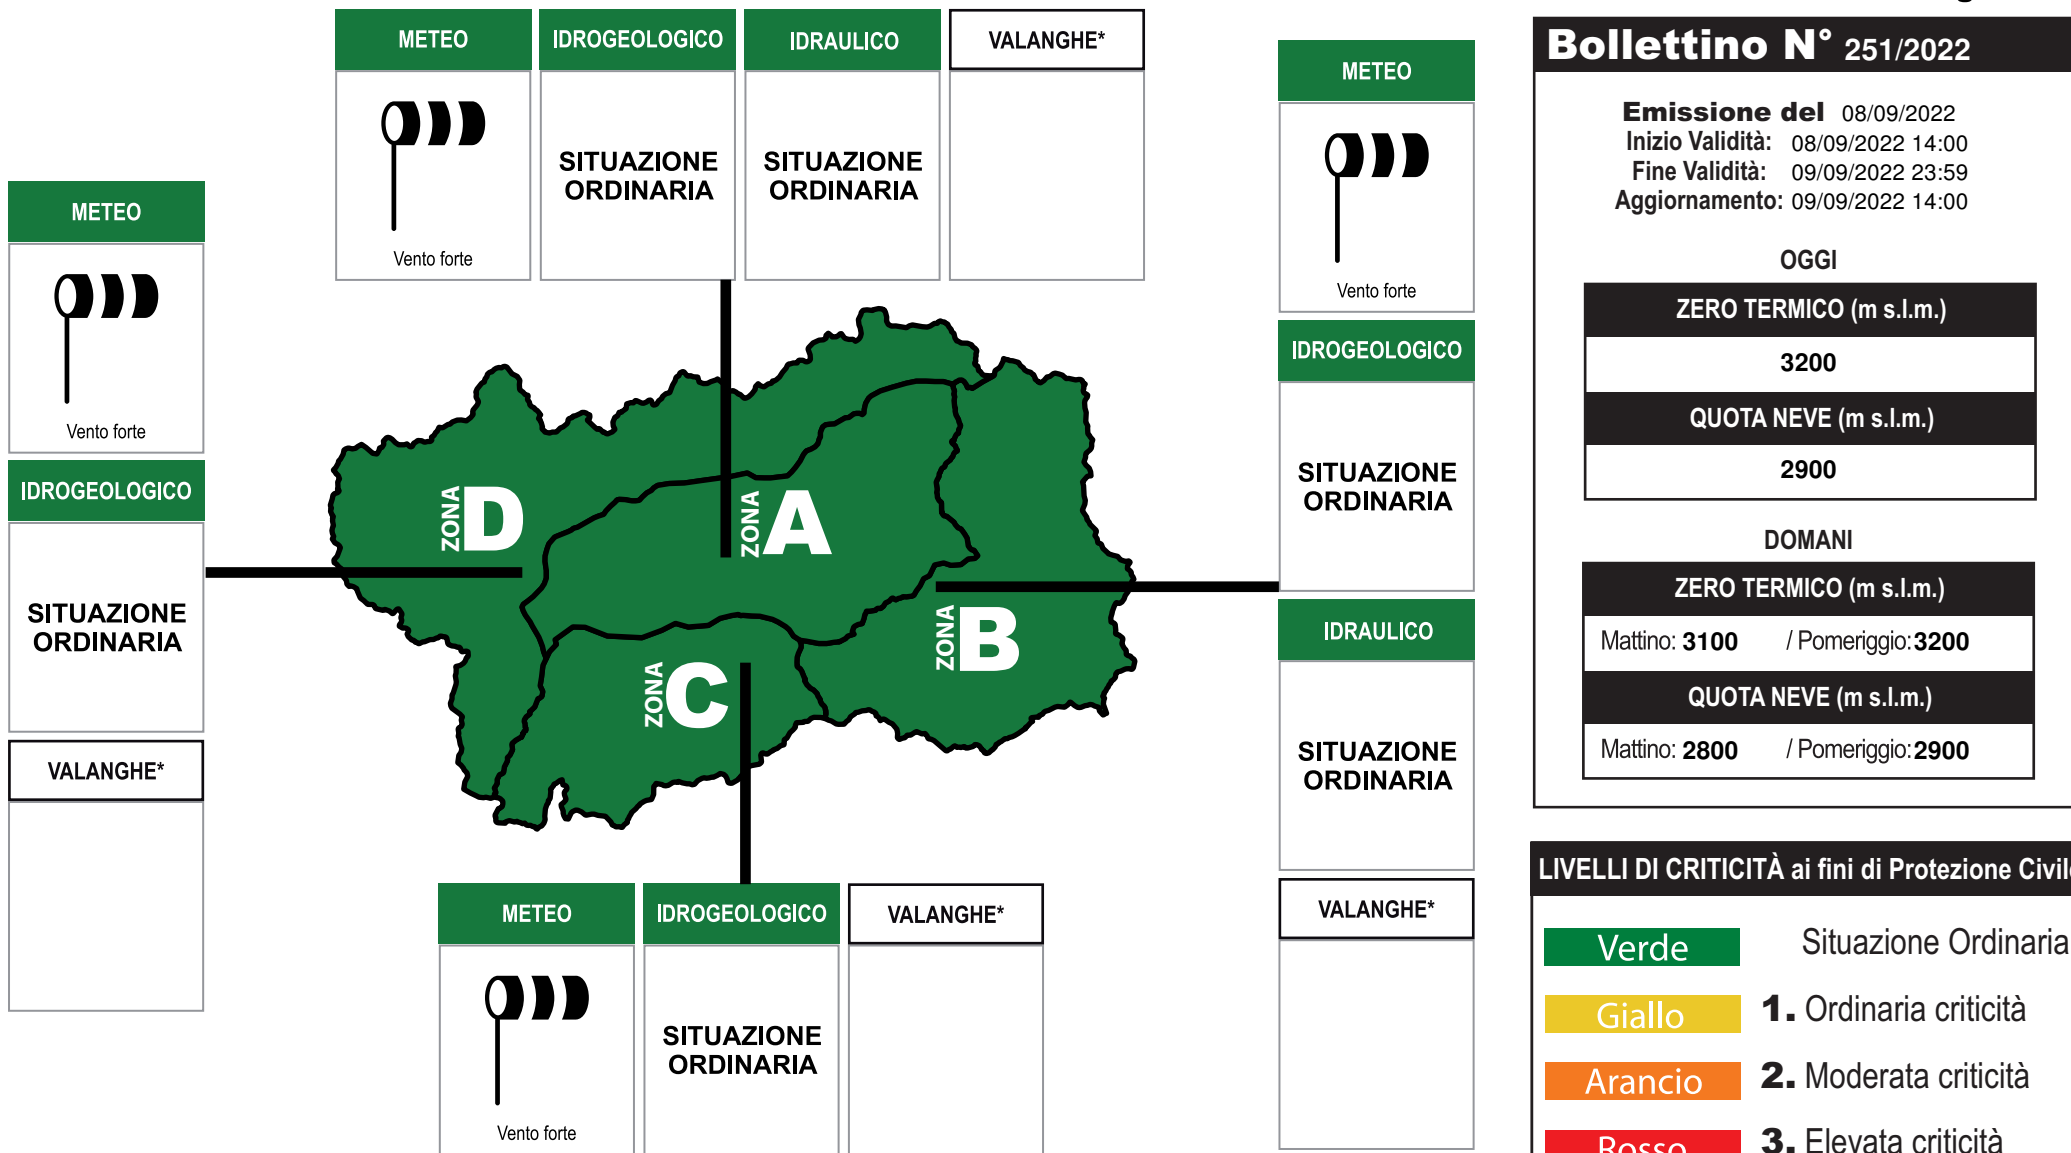 METEO
IDROGEOLOGICO
IDRAULICO
VALANGHE*
Vento forte
SITUAZIONE
ORDINARIA
SITUAZIONE
ORDINARIA
METEO
Vento forte
IDROGEOLOGICO
SITUAZIONE
ORDINARIA
VALANGHE*
METEO
Vento forte
IDROGEOLOGICO
SITUAZIONE
ORDINARIA
IDRAULICO
SITUAZIONE
ORDINARIA
VALANGHE*
ZONA D
ZONA A
ZONA B
ZONA C
METEO
IDROGEOLOGICO
VALANGHE*
Vento forte
SITUAZIONE
ORDINARIA
Bollettino N° 251/2022
Emissione del 08/09/2022
Inizio Validità: 08/09/2022 14:00
Fine Validità: 09/09/2022 23:59
Aggiornamento: 09/09/2022 14:00
OGGI
ZERO TERMICO (m s.l.m.)
3200
QUOTA NEVE (m s.l.m.)
2900
DOMANI
ZERO TERMICO (m s.l.m.)
Mattino: 3100 / Pomeriggio: 3200
QUOTA NEVE (m s.l.m.)
Mattino: 2800 / Pomeriggio: 2900
LIVELLI DI CRITICITÀ ai fini di Protezione Civile
Verde Situazione Ordinaria
Giallo 1. Ordinaria criticità
Arancio 2. Moderata criticità
Rosso 3. Elevata criticità